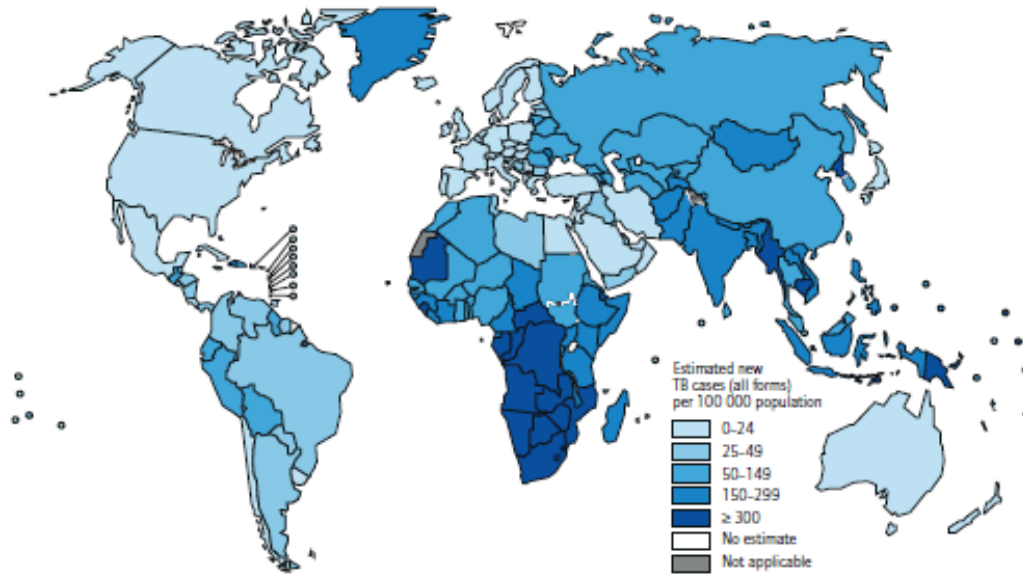 Estimated new
TB cases (all forms)
per 100 000 population
0–24
25–49
50–149
150–299
≥ 300
No estimate
Not applicable